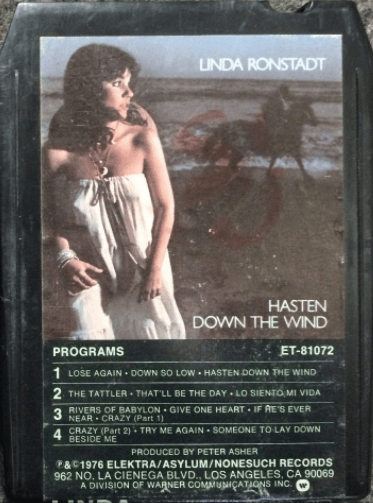 LINDA RONSTADT
HASTEN
DOWN THE WIND
PROGRAMS ET-81072
1 LOSE AGAIN • DOWN SO LOW • HASTEN DOWN THE WIND
2 THE TATTLER • THAT'LL BE THE DAY • LO SIENTO MI VIDA
3 RIVERS OF BABYLON • GIVE ONE HEART • IF HE'S EVER
NEAR • CRAZY (Part 1)
4 CRAZY (Part 2) • TRY ME AGAIN • SOMEONE TO LAY DOWN
BESIDE ME
PRODUCED BY PETER ASHER
℗&©1976 ELEKTRA/ASYLUM/NONESUCH RECORDS
962 NO. LA CIENEGA BLVD., LOS ANGELES, CA 90069
A DIVISION OF WARNER COMMUNICATIONS INC.
LINDA